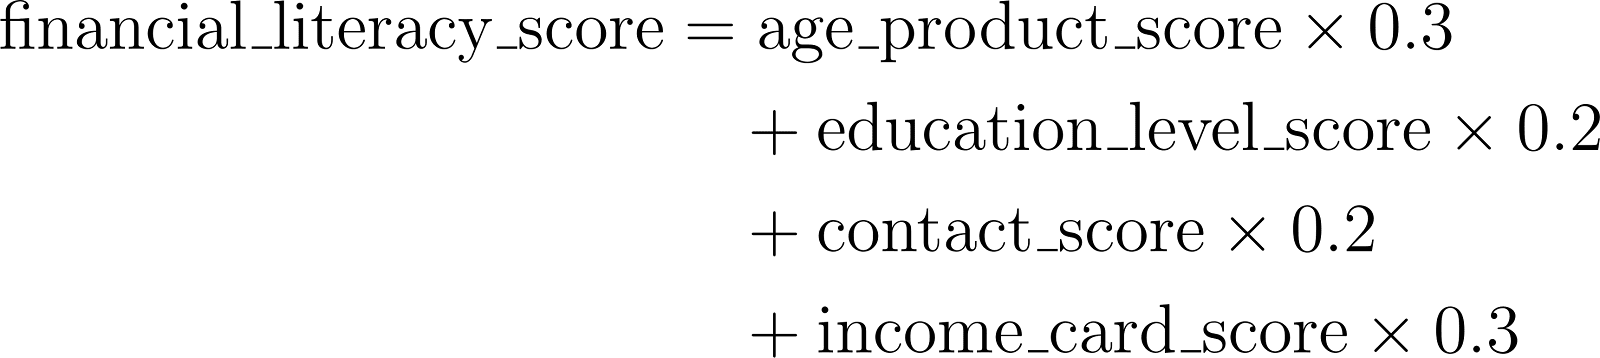 financial_literacy_score = age_product_score × 0.3
+ education_level_score × 0.2
+ contact_score × 0.2
+ income_card_score × 0.3